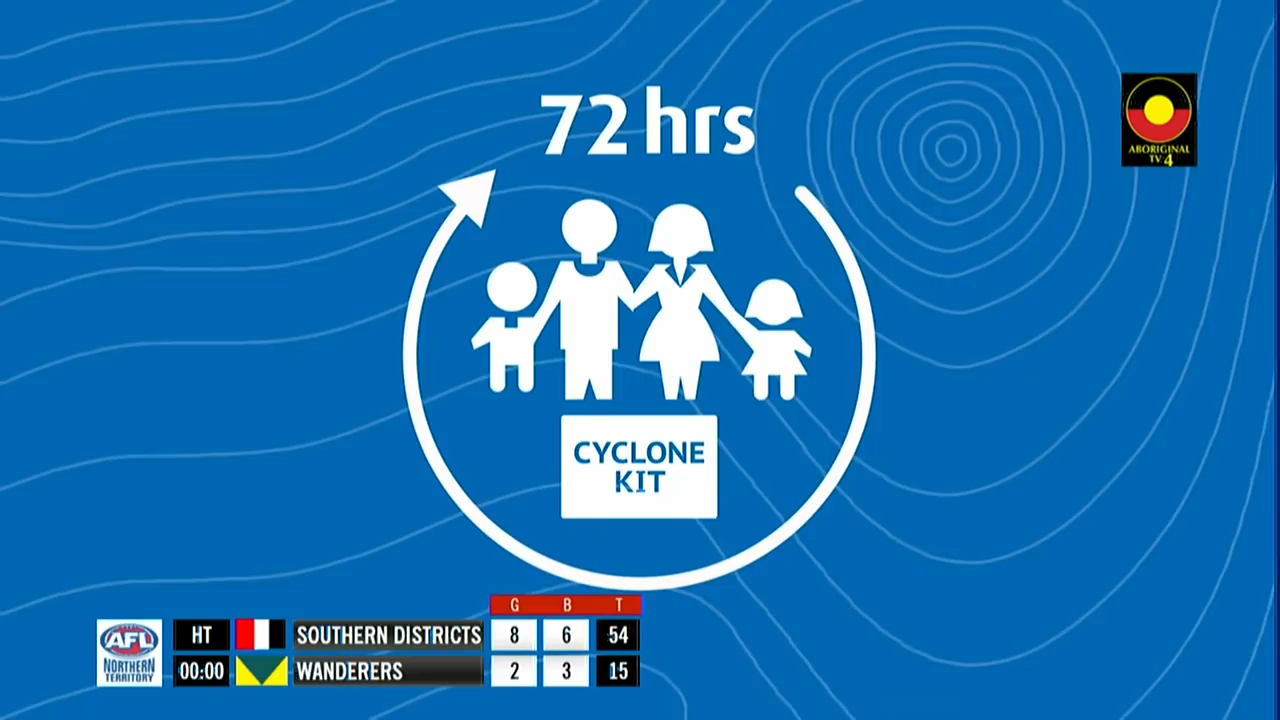 72 hrs
ABORIGINAL
TV 4
CYCLONE
KIT
G B T
AFL HT SOUTHERN DISTRICTS 8 6 54
NORTHERN TERRITORY 00:00 WANDERERS 2 3 15